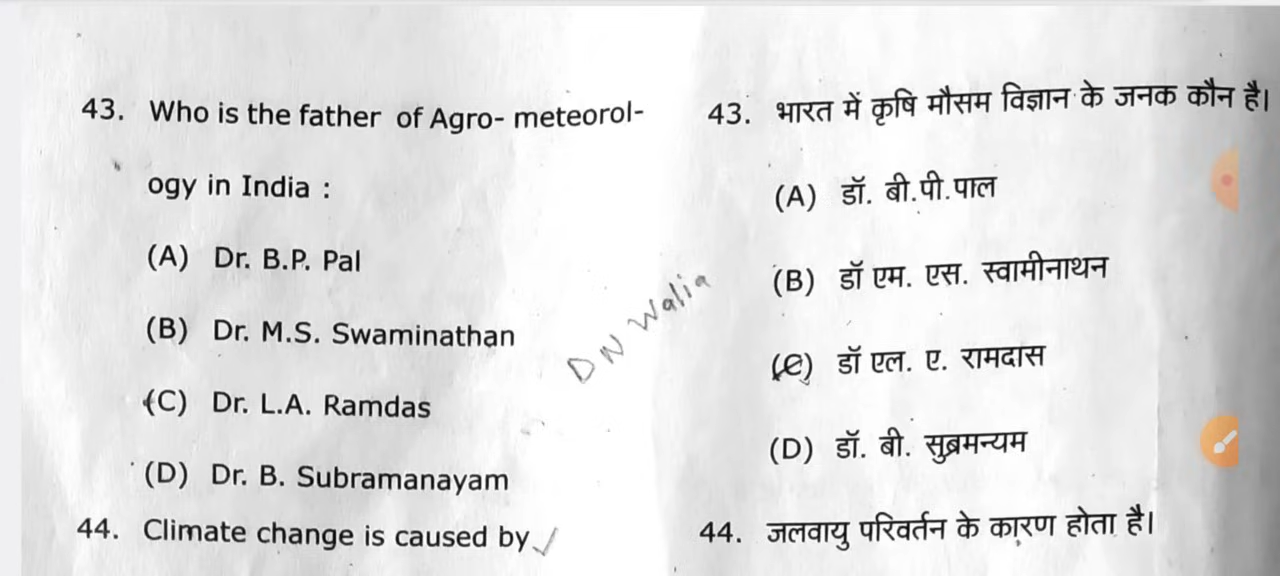 43. Who is the father of Agro- meteorol-
ogy in India :
(A) Dr. B.P. Pal
(B) Dr. M.S. Swaminathan
(C) Dr. L.A. Ramdas
(D) Dr. B. Subramanayam
44. Climate change is caused by
D N Walia
43. भारत में कृषि मौसम विज्ञान के जनक कौन है।
(A) डॉ. बी.पी.पाल
(B) डॉ एम. एस. स्वामीनाथन
(C) डॉ एल. ए. रामदास
(D) डॉ. बी. सुब्रमन्यम
44. जलवायु परिवर्तन के कारण होता है।